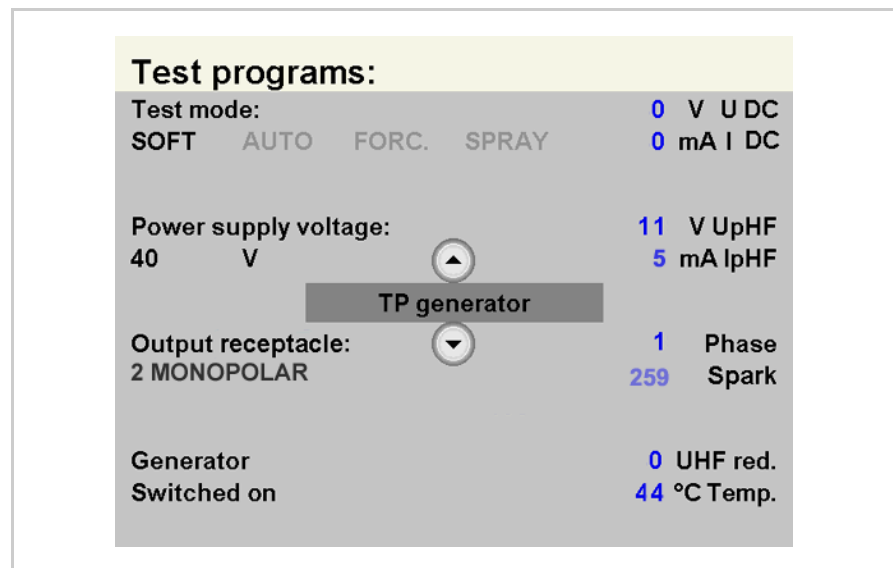 Test programs:
Test mode: 0 V U DC
SOFT AUTO FORC. SPRAY 0 mA I DC
Power supply voltage: 11 V UpHF
40 V 5 mA IpHF
TP generator
Output receptacle: 1 Phase
2 MONOPOLAR 259 Spark
Generator 0 UHF red.
Switched on 44 °C Temp.